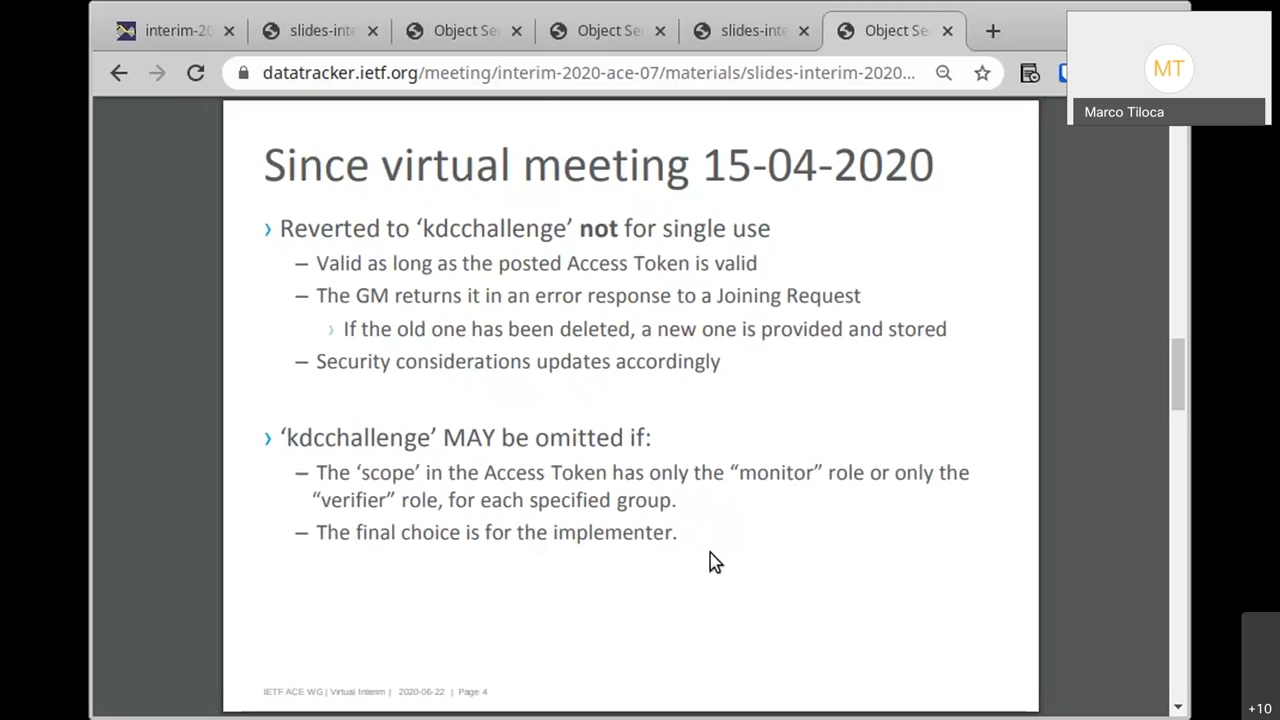 interim-20
slides-inte
Object Se
Object Se
slides-inte
Object Se
datatracker.ietf.org/meeting/interim-2020-ace-07/materials/slides-interim-2020...
MT
Marco Tiloca
Since virtual meeting 15-04-2020
› Reverted to ‘kdcchallenge’ not for single use
– Valid as long as the posted Access Token is valid
– The GM returns it in an error response to a Joining Request
› If the old one has been deleted, a new one is provided and stored
– Security considerations updates accordingly
› ‘kdcchallenge’ MAY be omitted if:
– The ‘scope’ in the Access Token has only the “monitor” role or only the
“verifier” role, for each specified group.
– The final choice is for the implementer.
IETF ACE WG | Virtual Interim | 2020-06-22 | Page 4
+10